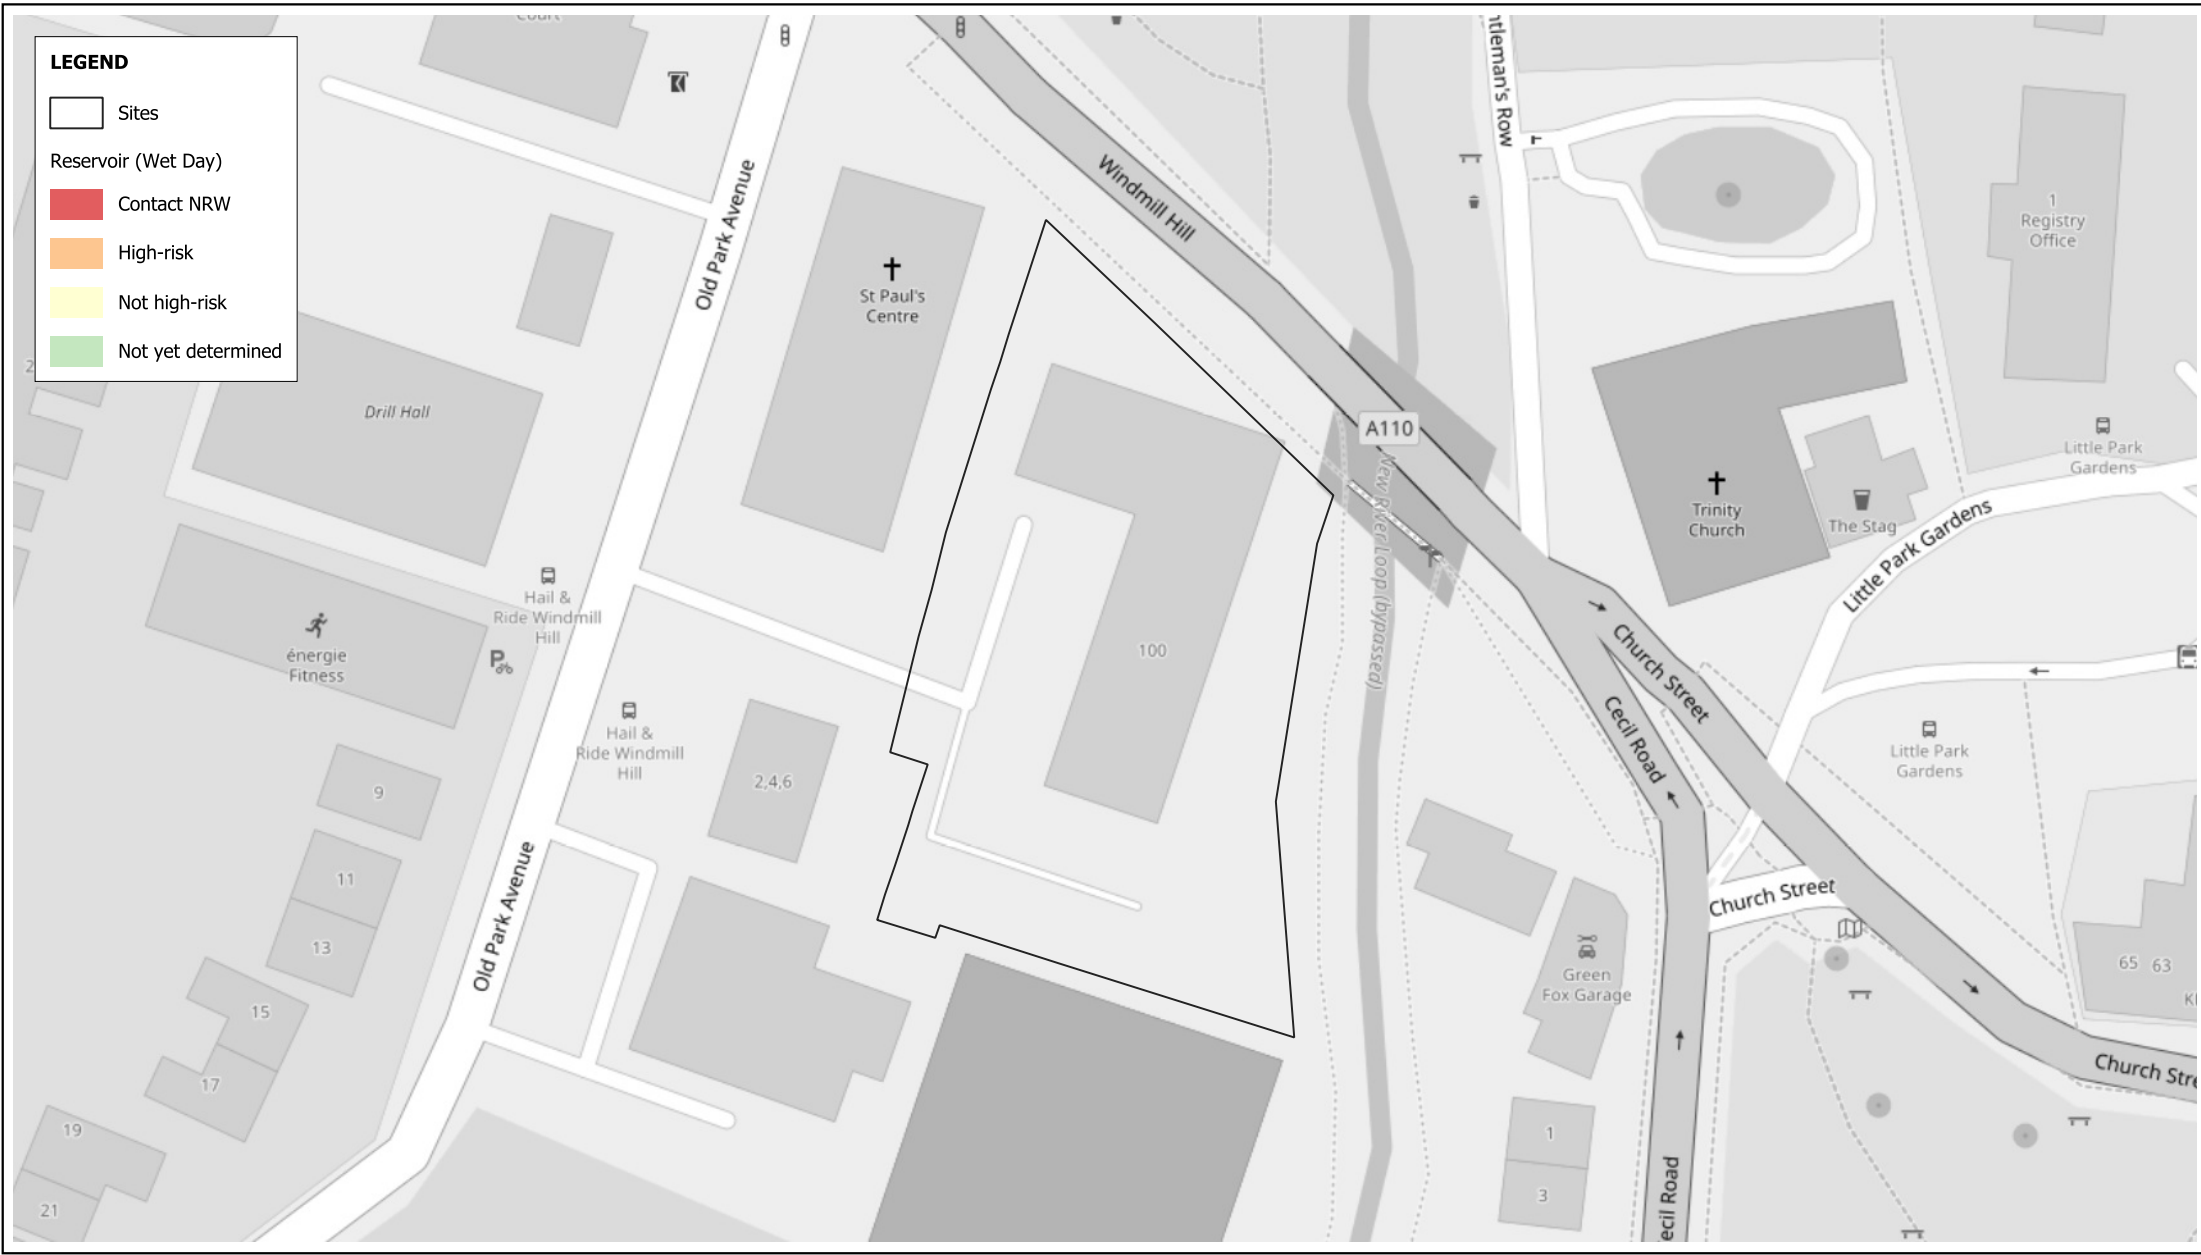 LEGEND
Sites
Reservoir (Wet Day)
Contact NRW
High-risk
Not high-risk
Not yet determined
Court
Old Park Avenue
Windmill Hill
St Paul's
Centre
Drill Hall
Hail &
Ride Windmill
Hill
énergie
Fitness
Hail &
Ride Windmill
Hill
2,4,6
100
9
11
13
15
17
19
21
Old Park Avenue
A110
New River Loop (bypassed)
1
Registry
Office
Little Park
Gardens
Trinity
Church
The Stag
Little Park Gardens
Church Street
Cecil Road
Little Park
Gardens
Church Street
Green
Fox Garage
65 63
1
3